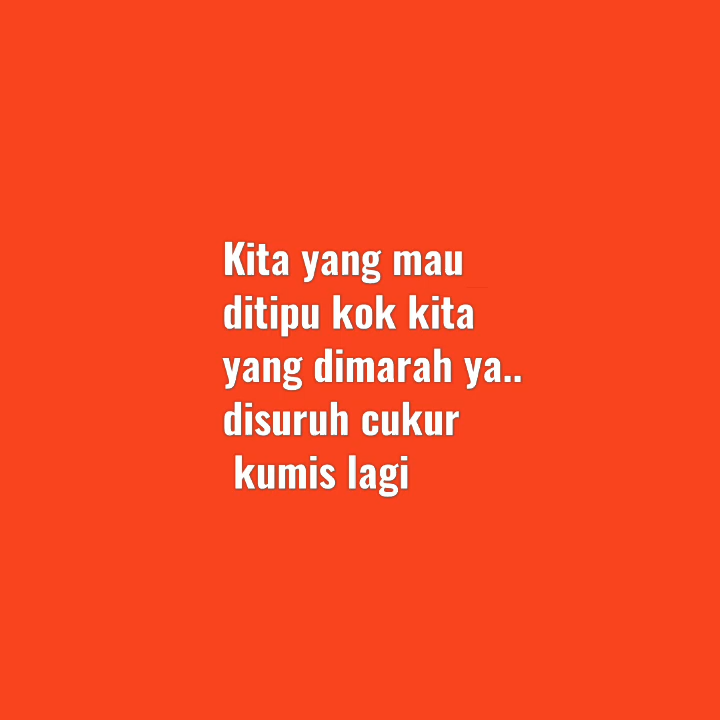 Kita yang mau
ditipu kok kita
yang dimarah ya..
disuruh cukur
kumis lagi